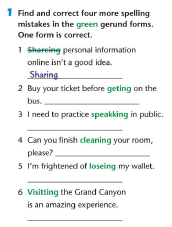 1 Find and correct four more spelling
mistakes in the green gerund forms.
One form is correct.
1 Shareing personal information
online isn't a good idea.
Sharing
2 Buy your ticket before geting on the
bus.
3 I need to practice speakking in public.
4 Can you finish cleaning your room,
please?
5 I'm frightened of loseing my wallet.
6 Visitting the Grand Canyon
is an amazing experience.